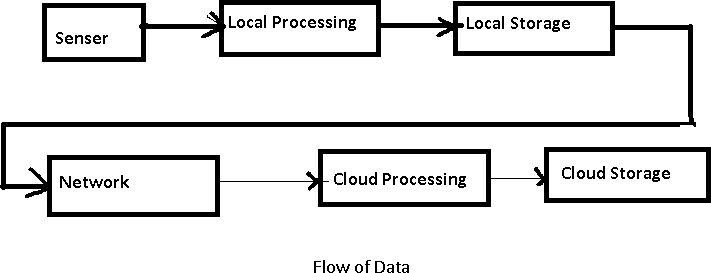 Senser
Local Processing
Local Storage
Network
Cloud Processing
Cloud Storage
Flow of Data